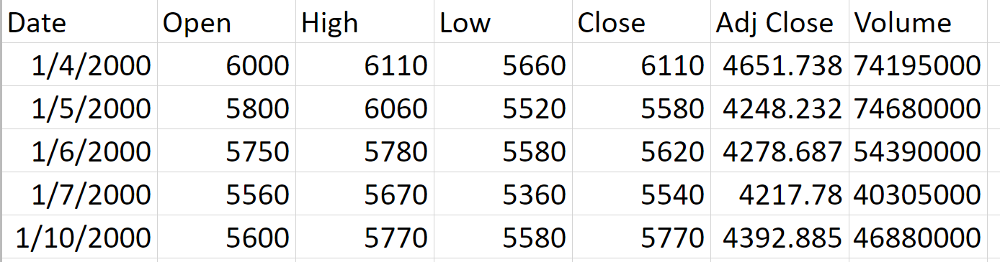 Date Open High Low Close Adj Close Volume
1/4/2000 6000 6110 5660 6110 4651.738 74195000
1/5/2000 5800 6060 5520 5580 4248.232 74680000
1/6/2000 5750 5780 5580 5620 4278.687 54390000
1/7/2000 5560 5670 5360 5540 4217.78 40305000
1/10/2000 5600 5770 5580 5770 4392.885 46880000